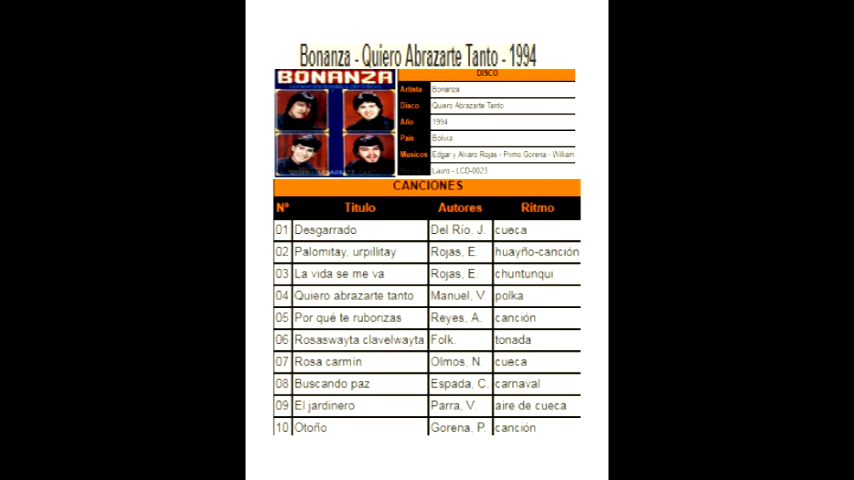 Bonanza - Quiero Abrazarte Tanto - 1994
BONANZA
DISCO
Artista Bonanza
Disco Quiero Abrazarte Tanto
Año 1994
País Bolivia
Musicos Edgar y Alvaro Rojas - Primo Gorena - William
Lauro - LCD-0023
CANCIONES
Nº Titulo Autores Ritmo
01 Desgarrado Del Río, J. cueca
02 Palomitay, urpillitay Rojas, E. huayño-canción
03 La vida se me va Rojas, E. chuntunqui
04 Quiero abrazarte tanto Manuel, V. polka
05 Por qué te ruborizas Reyes, A. canción
06 Rosaswayta clavelwayta Folk. tonada
07 Rosa carmín Olmos, N. cueca
08 Buscando paz Espada, C. carnaval
09 El jardinero Parra, V. aire de cueca
10 Otoño Gorena, P. canción